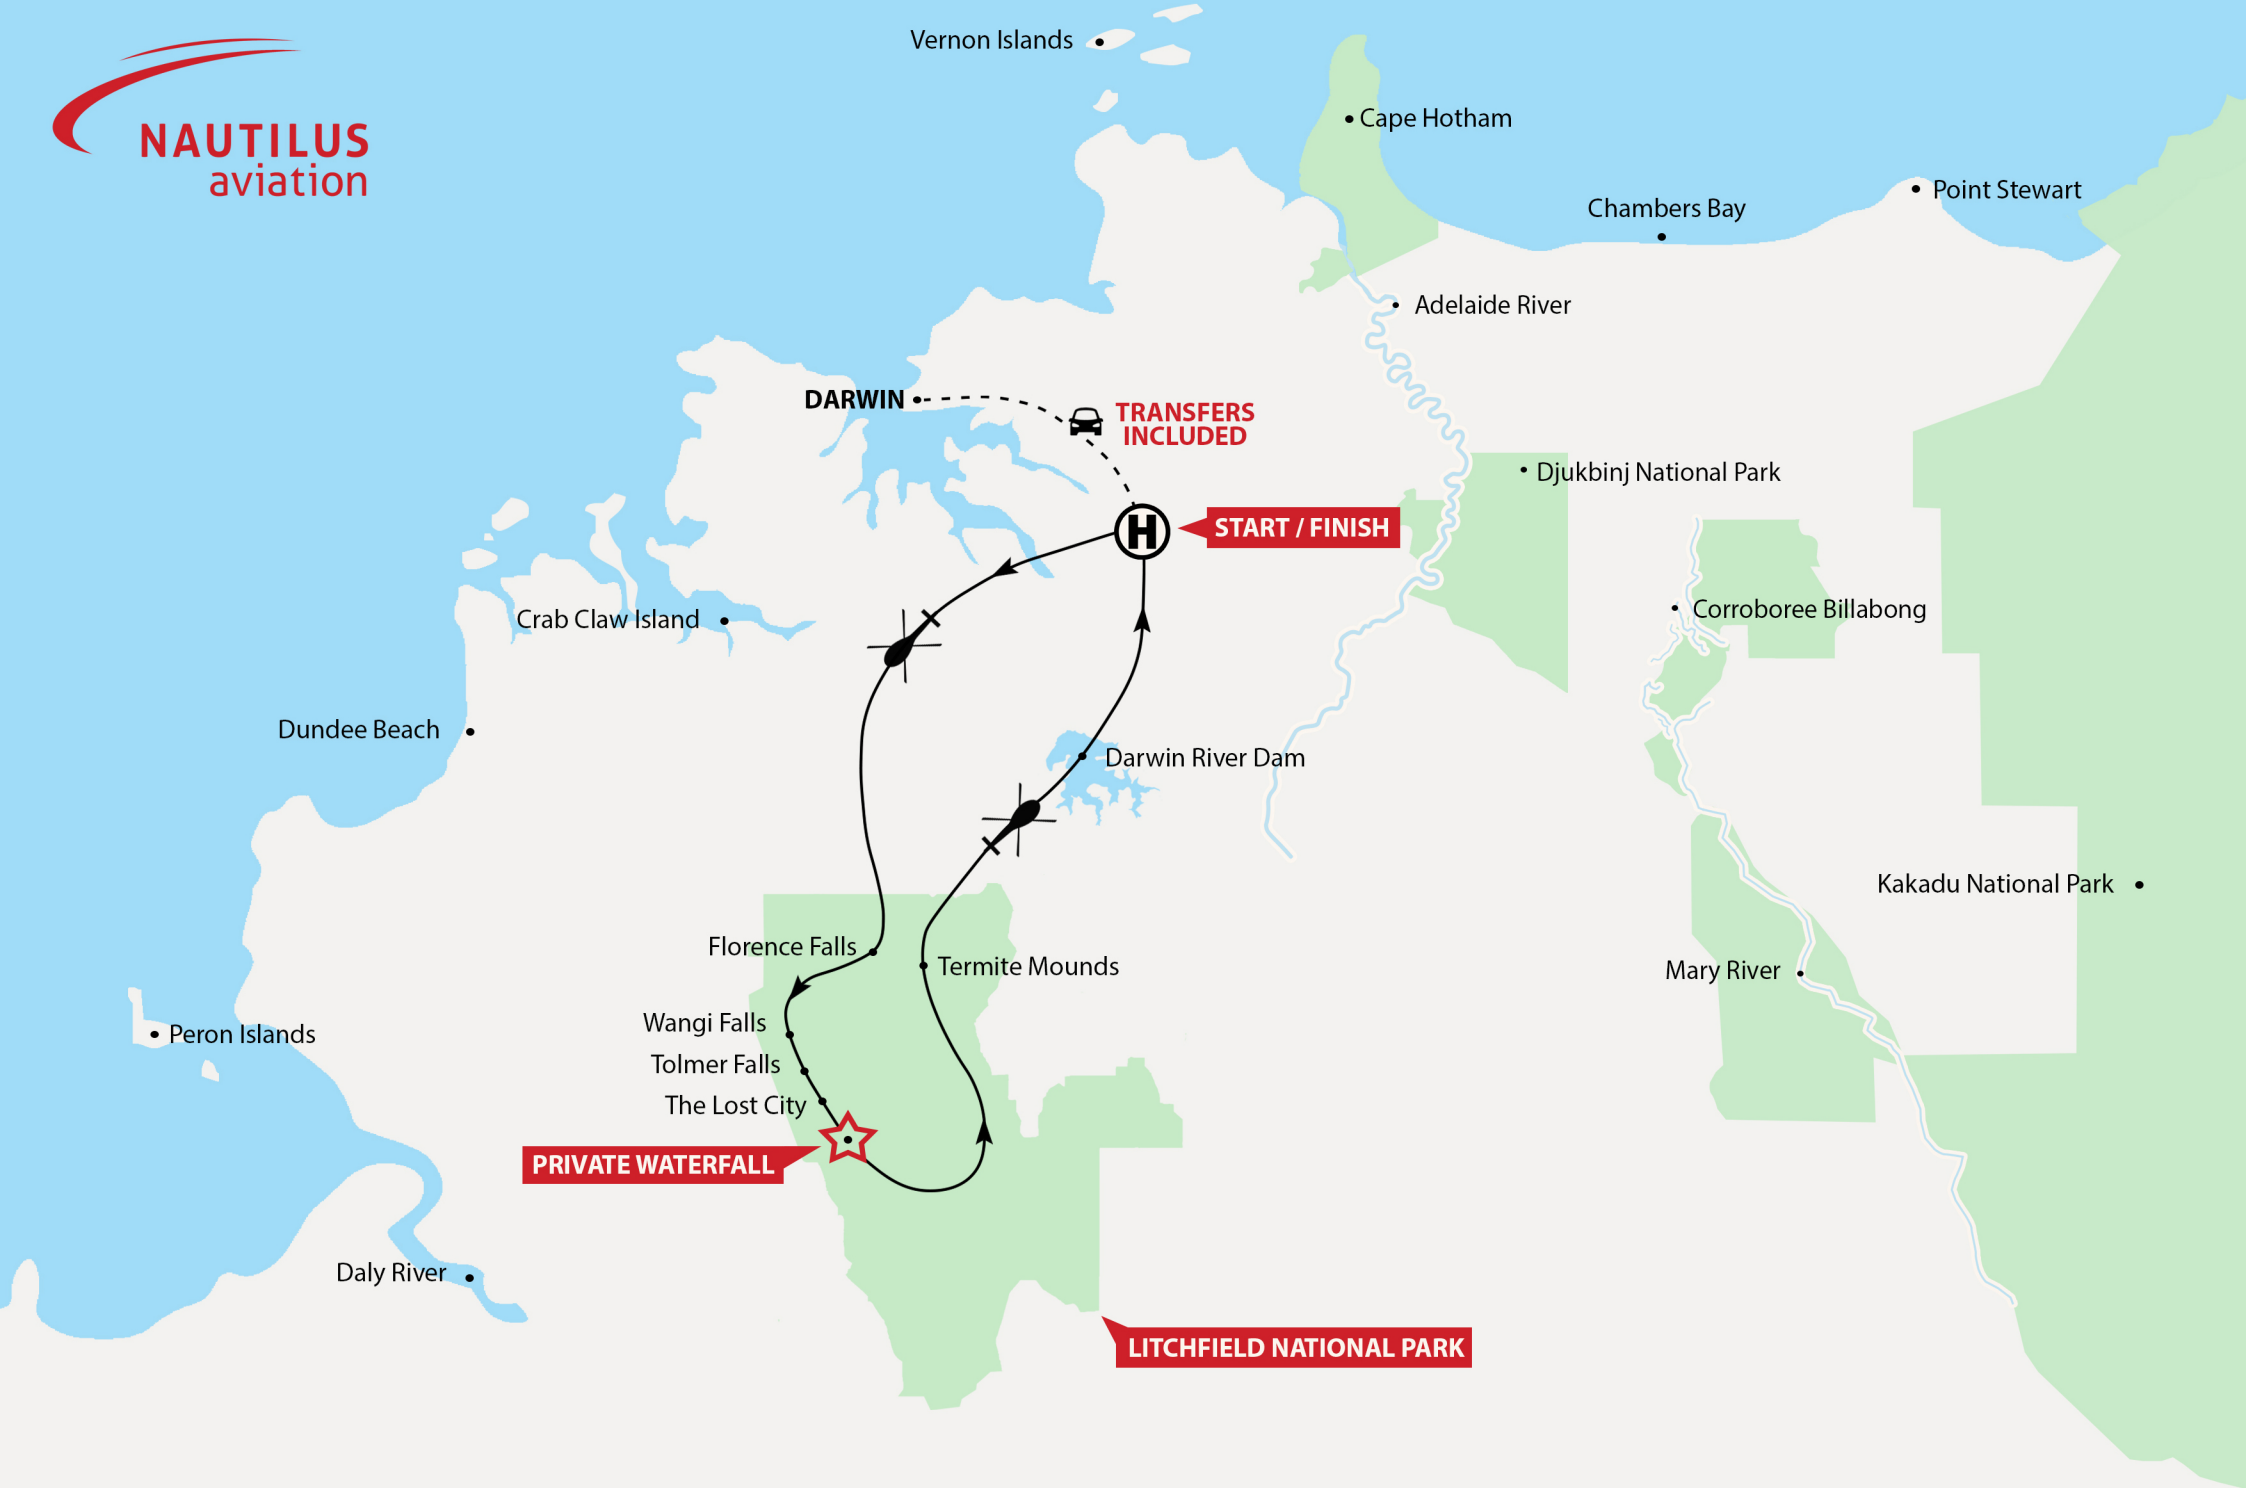 NAUTILUS
aviation
Vernon Islands
Cape Hotham
Point Stewart
Chambers Bay
Adelaide River
DARWIN
TRANSFERS
INCLUDED
Djukbinj National Park
H
START / FINISH
Crab Claw Island
Corroboree Billabong
Dundee Beach
Darwin River Dam
Kakadu National Park
Florence Falls
Termite Mounds
Mary River
Wangi Falls
Peron Islands
Tolmer Falls
The Lost City
PRIVATE WATERFALL
Daly River
LITCHFIELD NATIONAL PARK